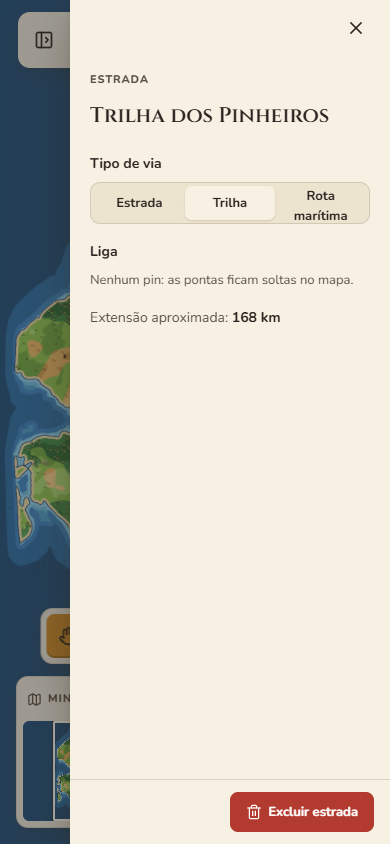 ESTRADA
TRILHA DOS PINHEIROS
Tipo de via
Estrada
Trilha
Rota
marítima
Liga
Nenhum pin: as pontas ficam soltas no mapa.
Extensão aproximada: 168 km
MIN
Excluir estrada